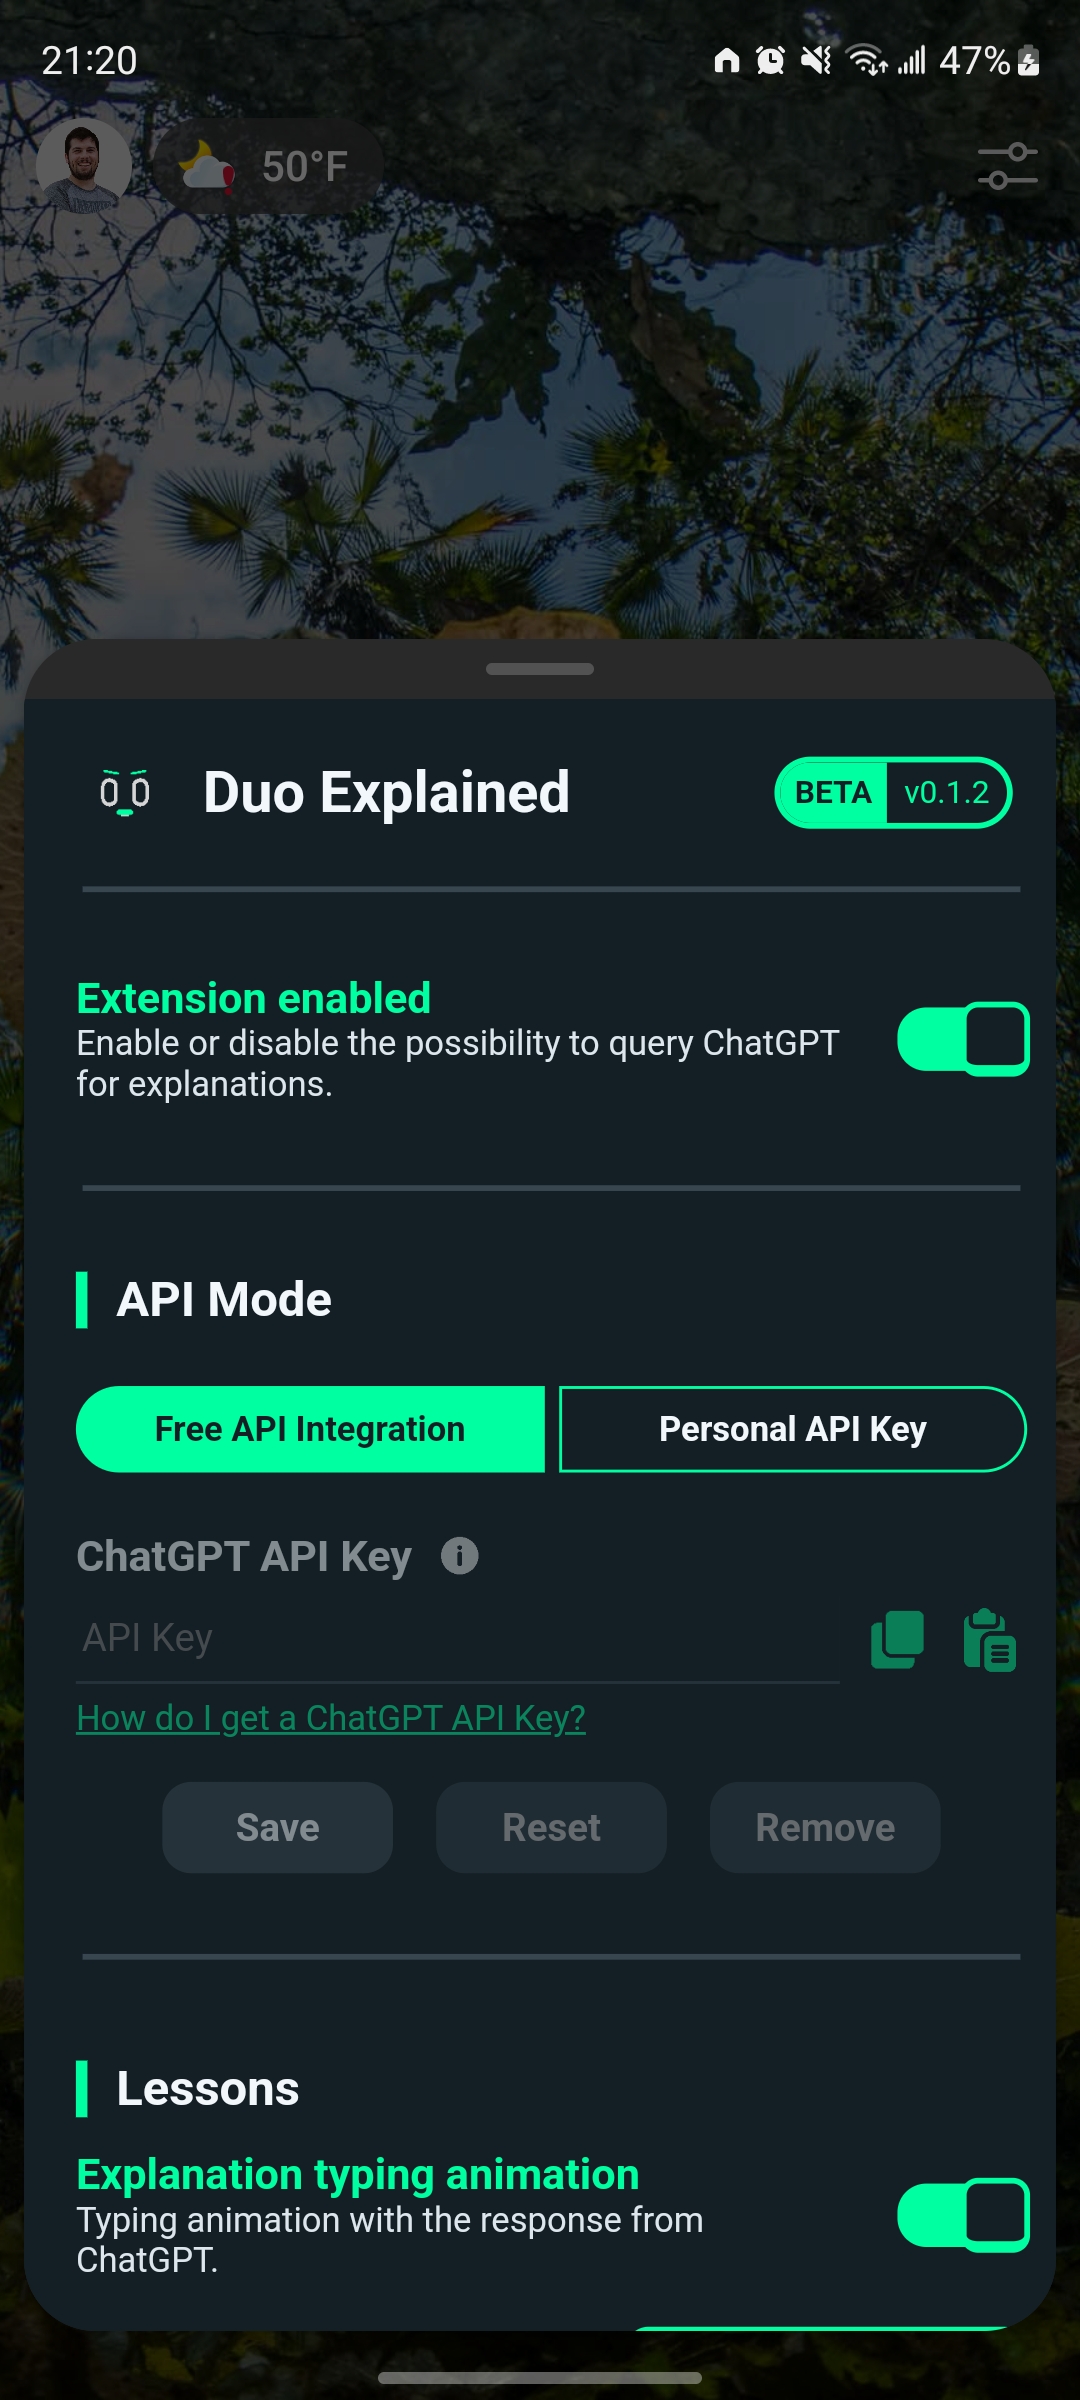 21:20
47%
50°F
Duo Explained
BETA v0.1.2
Extension enabled
Enable or disable the possibility to query ChatGPT
for explanations.
API Mode
Free API Integration
Personal API Key
ChatGPT API Key
API Key
How do I get a ChatGPT API Key?
Save
Reset
Remove
Lessons
Explanation typing animation
Typing animation with the response from
ChatGPT.